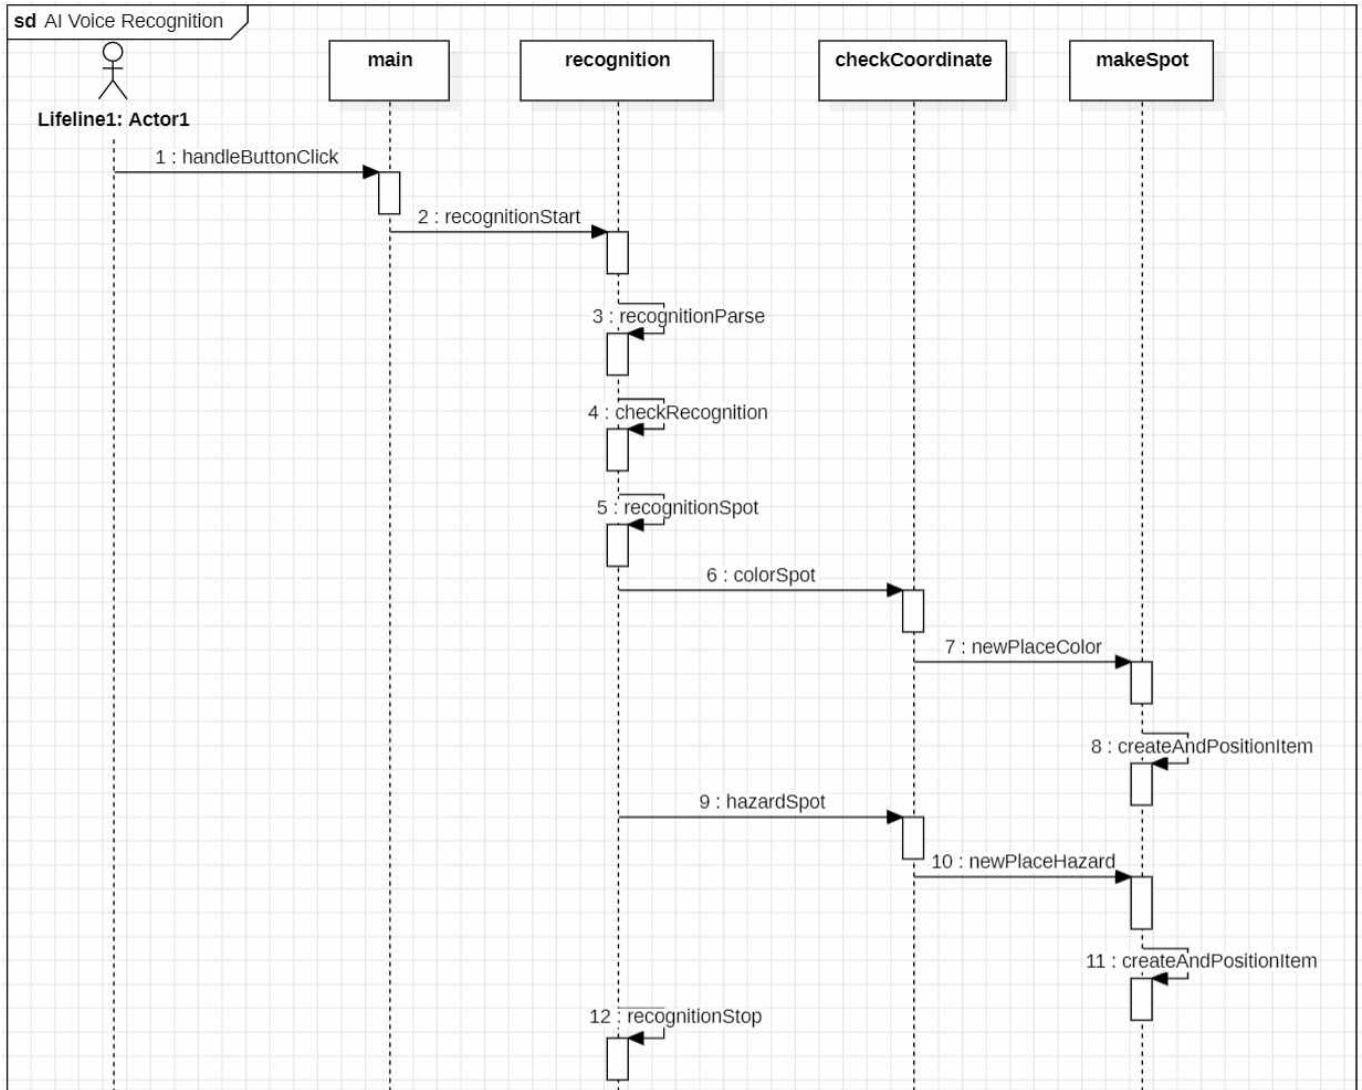 sd AI Voice Recognition
main
recognition
checkCoordinate
makeSpot
Lifeline1: Actor1
1 : handleButtonClick
2 : recognitionStart
3 : recognitionParse
4 : checkRecognition
5 : recognitionSpot
6 : colorSpot
7 : newPlaceColor
8 : createAndPositionItem
9 : hazardSpot
10 : newPlaceHazard
11 : createAndPositionItem
12 : recognitionStop